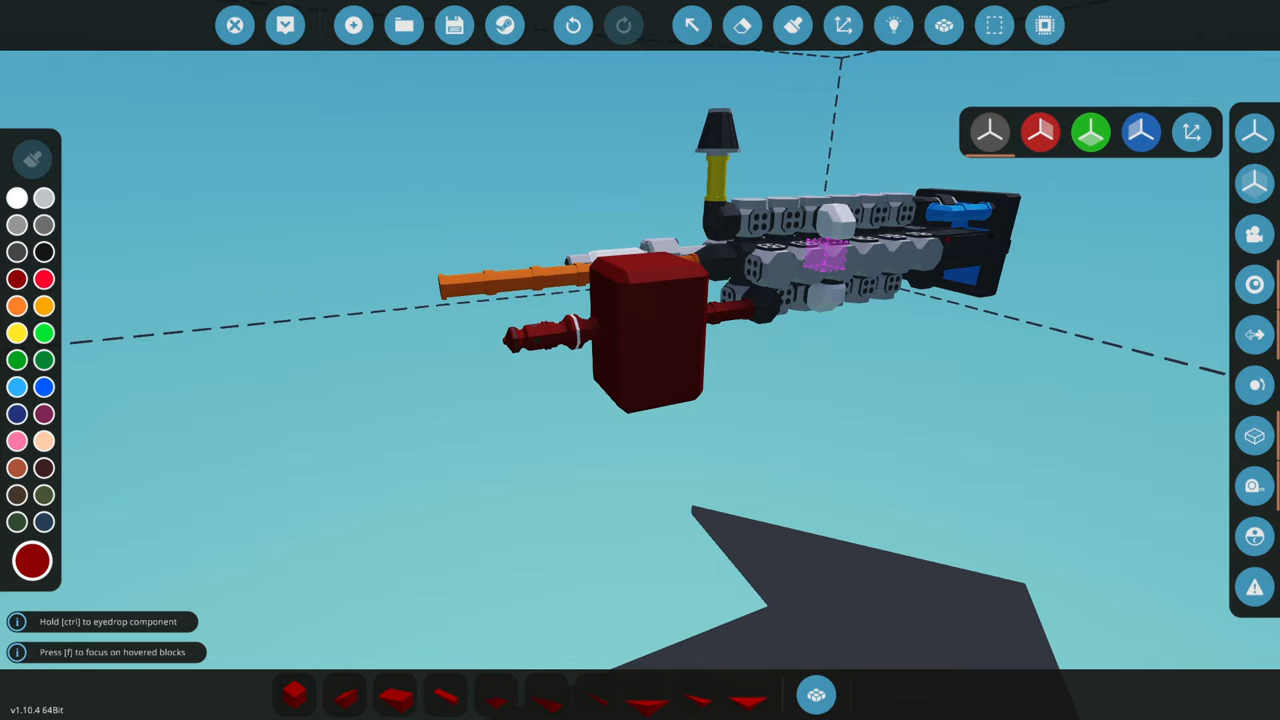 Hold [ctrl] to eyedrop component
Press [f] to focus on hovered blocks
v1.10.4 64Bit